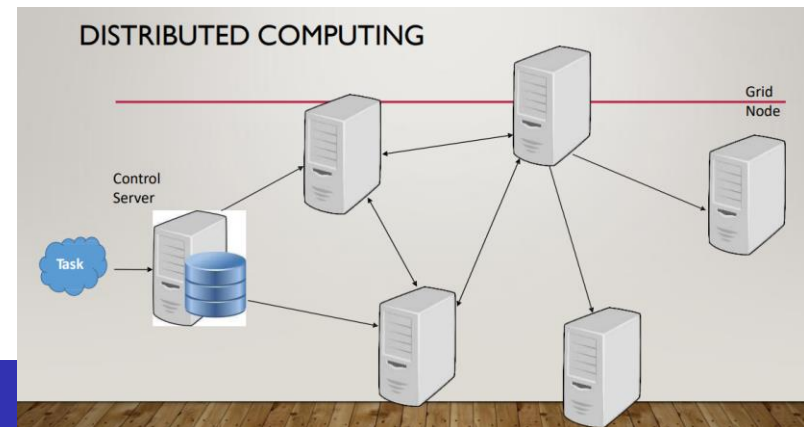 DISTRIBUTED COMPUTING
Grid
Node
Control
Server
Task